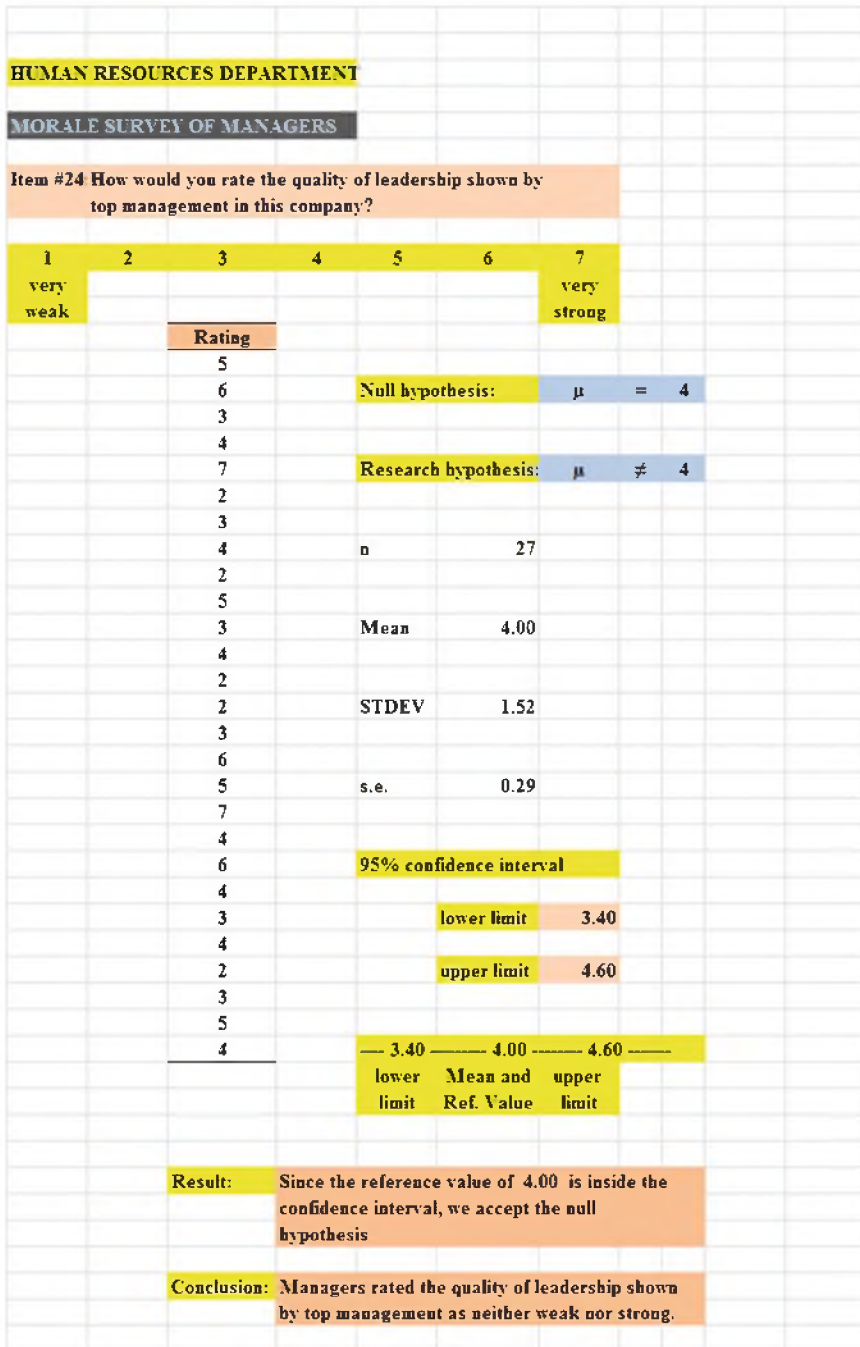 HUMAN RESOURCES DEPARTMENT
MORALE SURVEY OF MANAGERS
Item #24 How would you rate the quality of leadership shown by
top management in this company?
1 2 3 4 5 6 7
very very
weak strong
Rating
5
6 Null hypothesis: μ = 4
3
4
7 Research hypothesis: μ ≠ 4
2
3
4 n 27
2
5
3 Mean 4.00
4
2
2 STDEV 1.52
3
6
5 s.e. 0.29
7
4
6 95% confidence interval
4
3 lower limit 3.40
4
2 upper limit 4.60
3
5
4 ---- 3.40 -------- 4.00 -------- 4.60 -------
lower Mean and upper
limit Ref. Value limit
Result: Since the reference value of 4.00 is inside the
confidence interval, we accept the null
hypothesis
Conclusion: Managers rated the quality of leadership shown
by top management as neither weak nor strong.